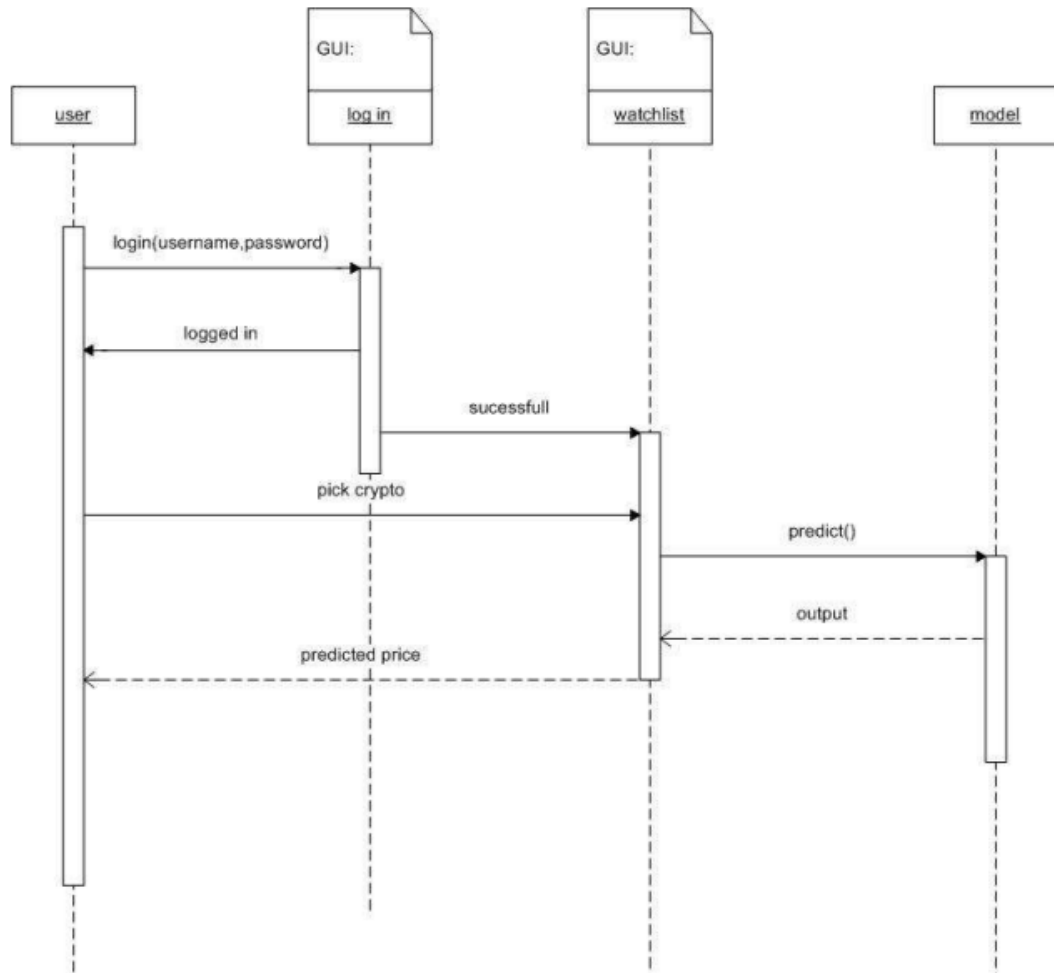 GUI:
GUI:
user
log in
watchlist
model
login(username,password)
logged in
sucessfull
pick crypto
predict()
output
predicted price